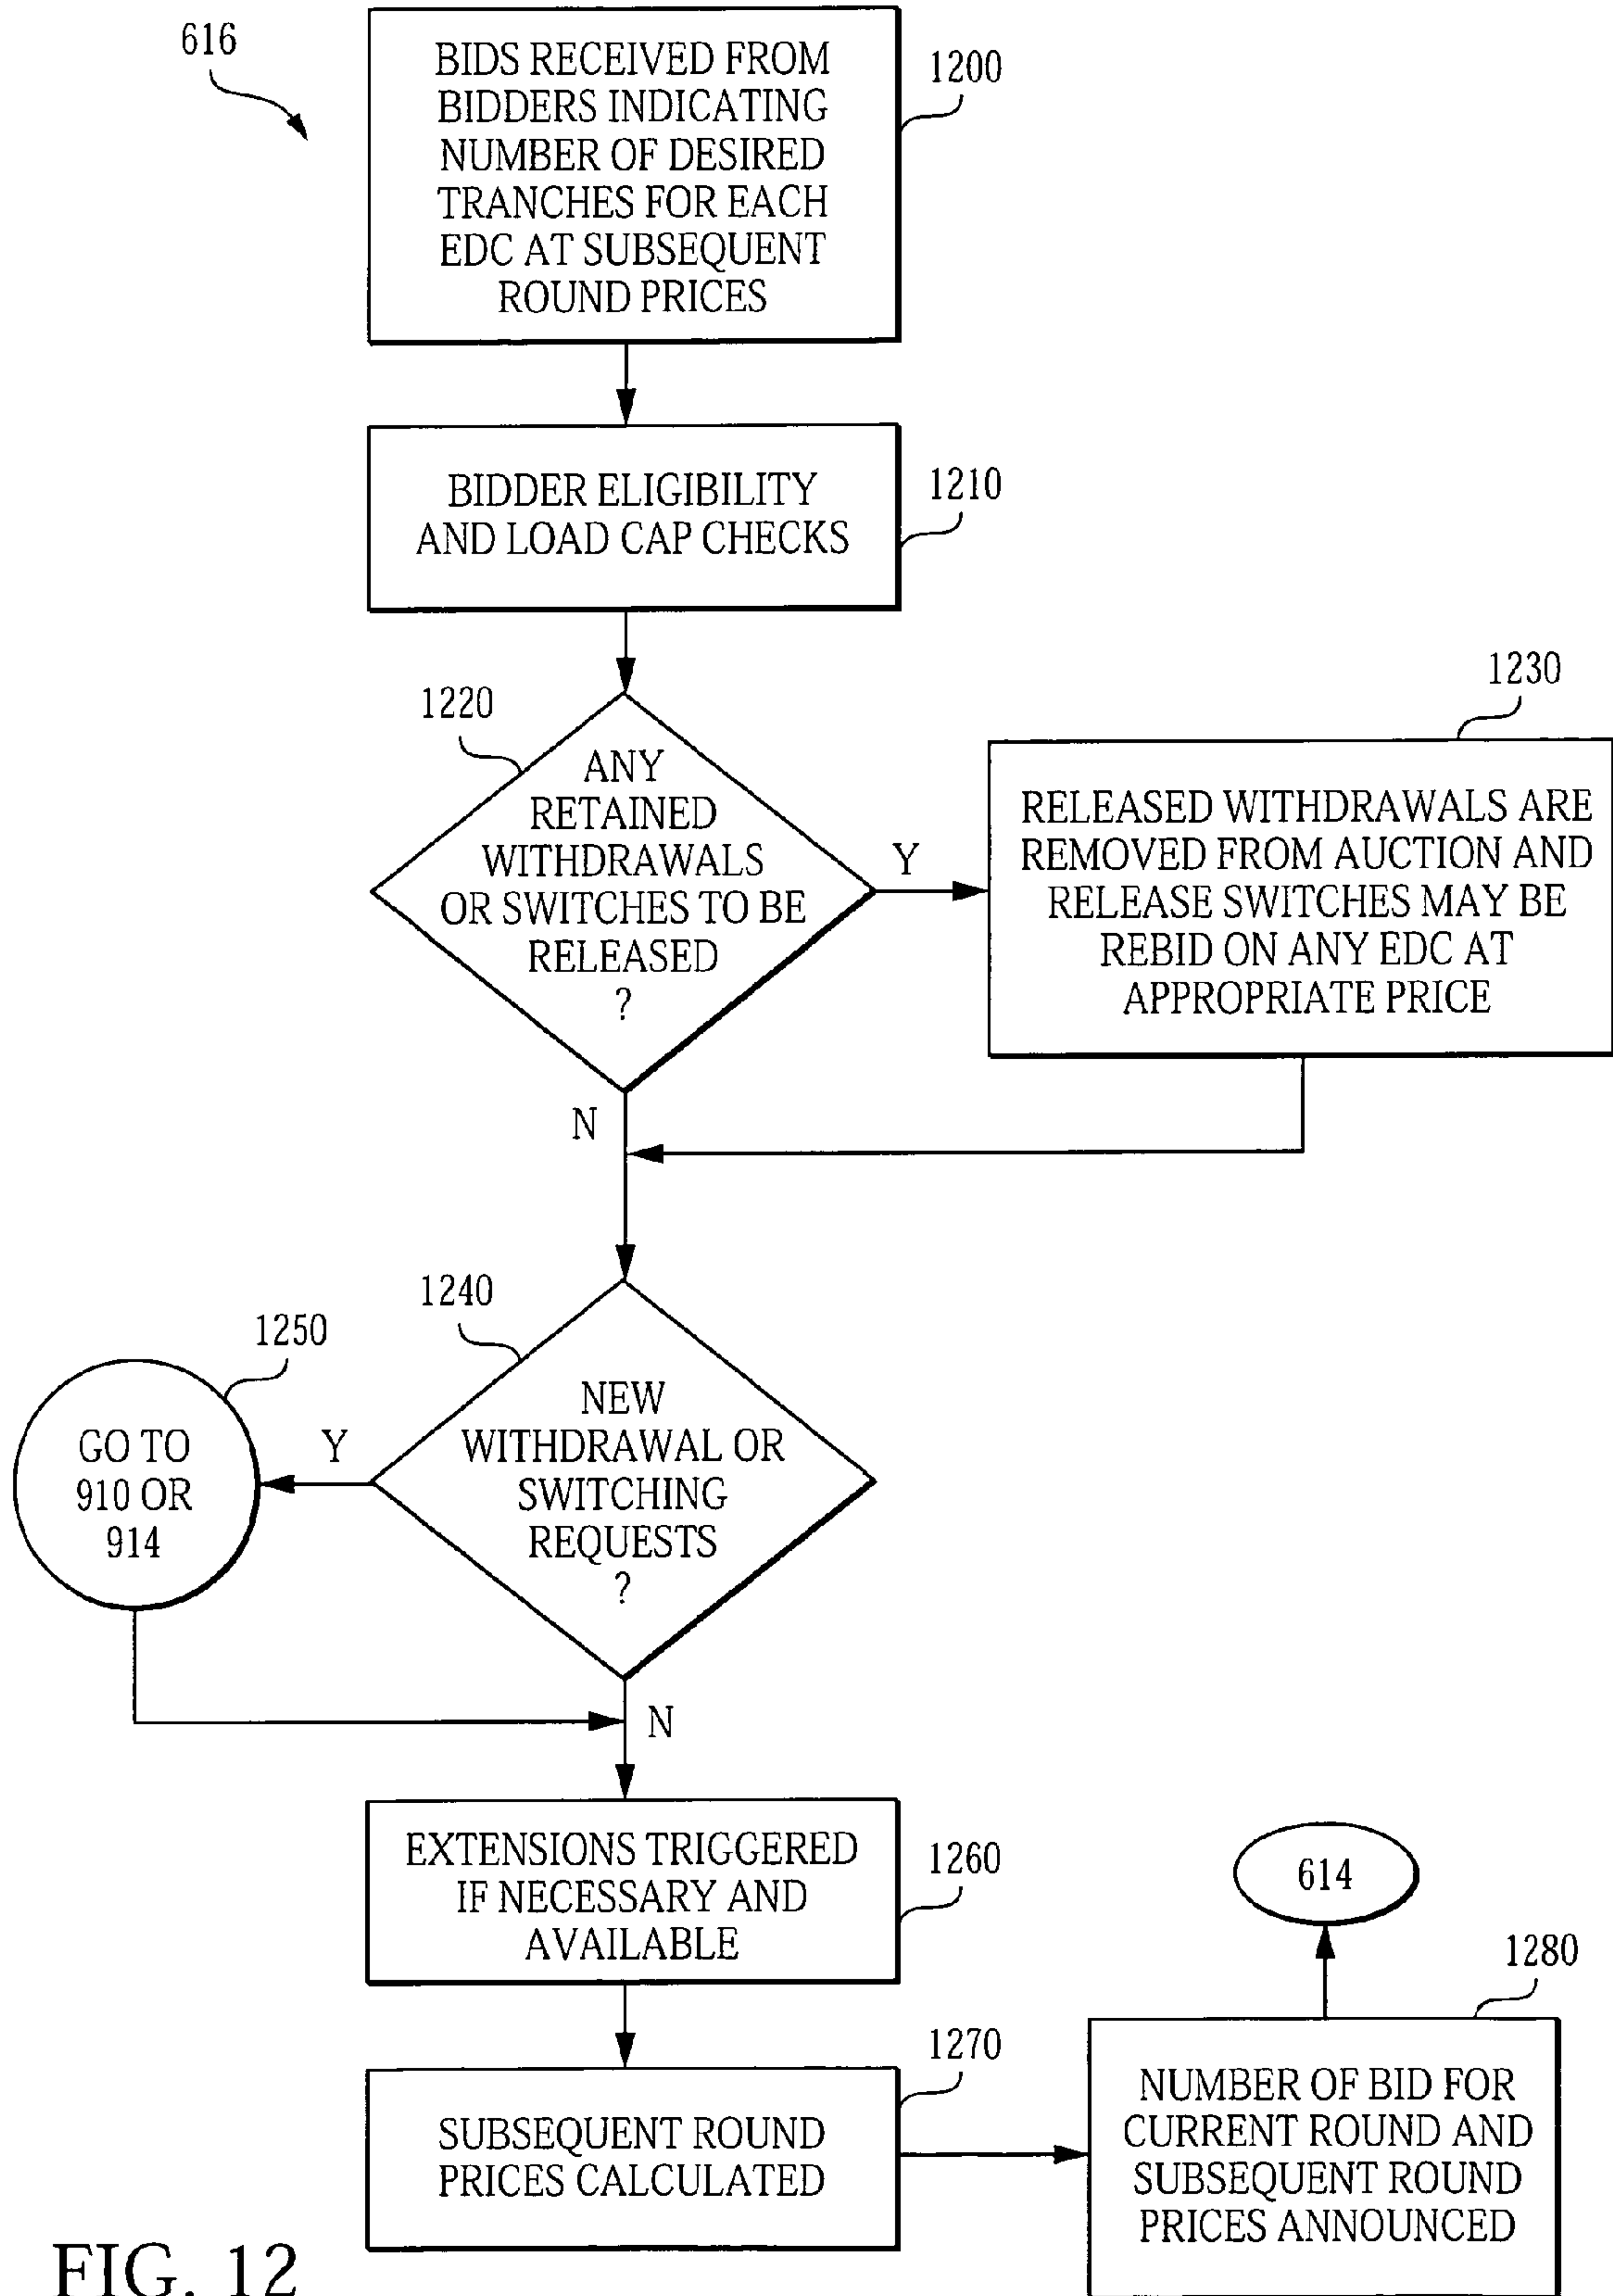 616
BIDS RECEIVED FROM
BIDDERS INDICATING
NUMBER OF DESIRED
TRANCHES FOR EACH
EDC AT SUBSEQUENT
ROUND PRICES
1200
BIDDER ELIGIBILITY
AND LOAD CAP CHECKS
1210
1220
ANY
RETAINED
WITHDRAWALS
OR SWITCHES TO BE
RELEASED
?
Y
N
1230
RELEASED WITHDRAWALS ARE
REMOVED FROM AUCTION AND
RELEASE SWITCHES MAY BE
REBID ON ANY EDC AT
APPROPRIATE PRICE
1240
NEW
WITHDRAWAL OR
SWITCHING
REQUESTS
?
Y
N
1250
GO TO
910 OR
914
EXTENSIONS TRIGGERED
IF NECESSARY AND
AVAILABLE
1260
SUBSEQUENT ROUND
PRICES CALCULATED
1270
614
1280
NUMBER OF BID FOR
CURRENT ROUND AND
SUBSEQUENT ROUND
PRICES ANNOUNCED
FIG. 12